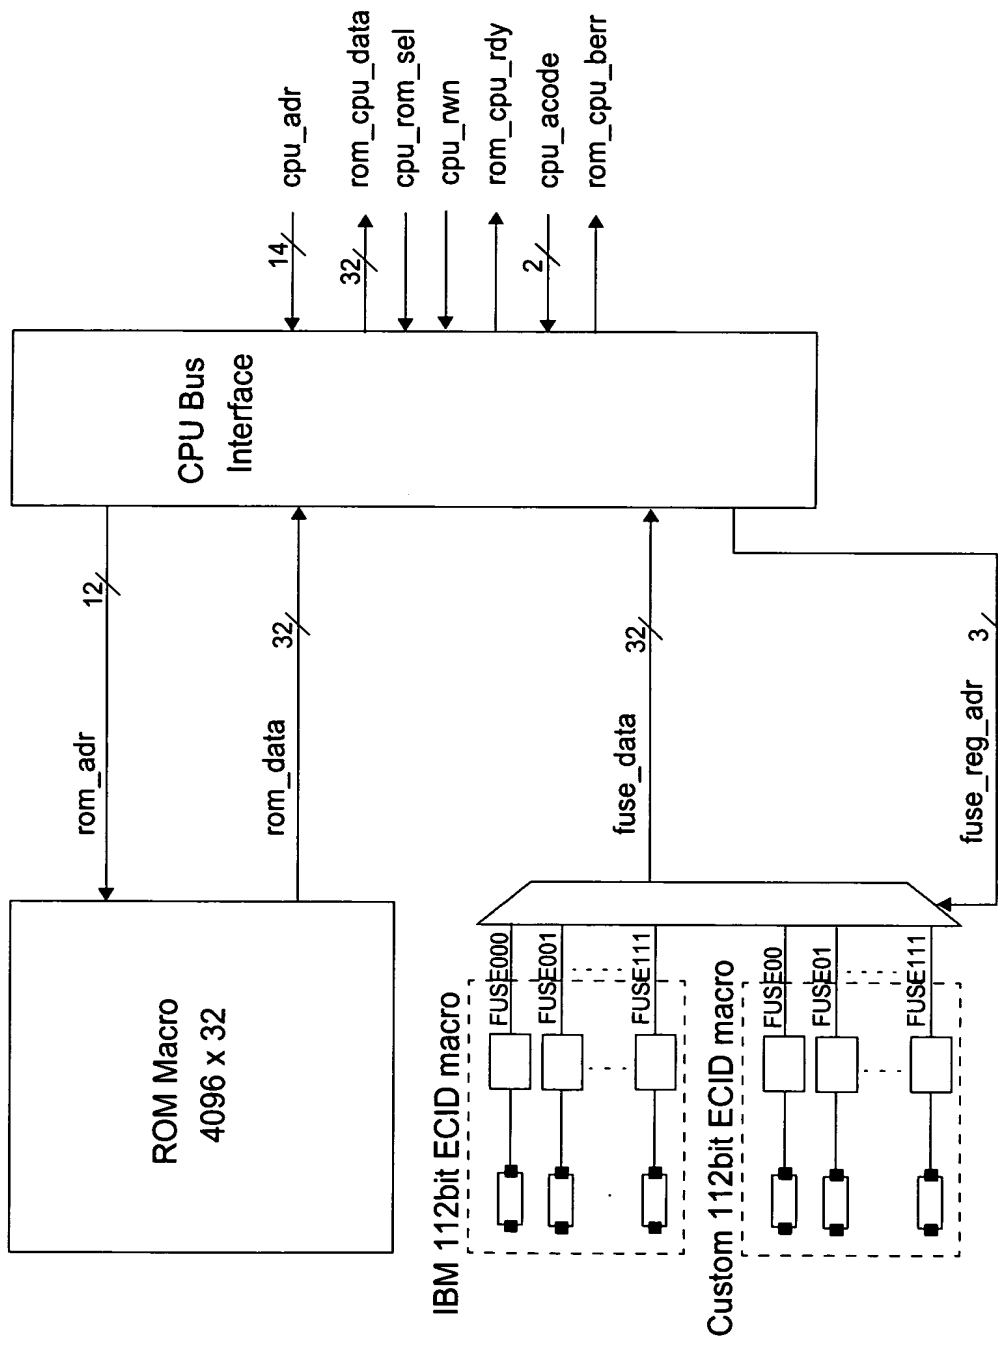 ROM Macro
4096 x 32
rom_adr
12
rom_data
32
CPU Bus
Interface
14
cpu_adr
32
rom_cpu_data
cpu_rom_sel
cpu_rwn
rom_cpu_rdy
2
cpu_acode
rom_cpu_berr
IBM 112bit ECID macro
FUSE000
FUSE001
FUSE111
fuse_data
32
Custom 112bit ECID macro
FUSE00
FUSE01
FUSE111
fuse_reg_adr
3